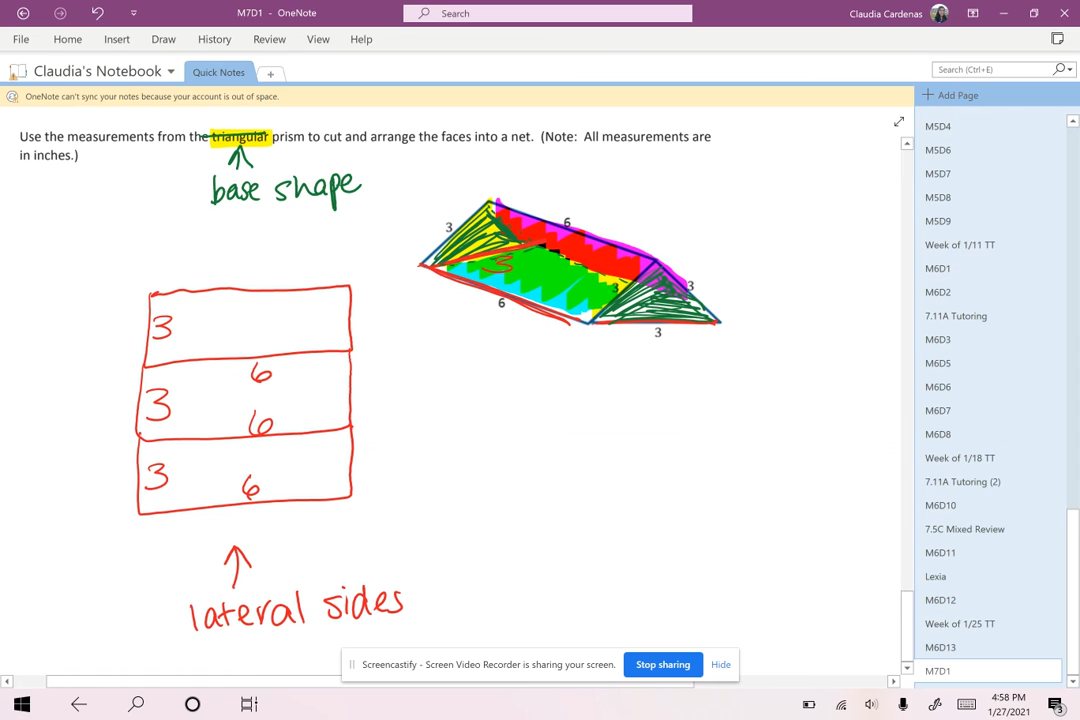 M7D1 - OneNote
Search
Claudia Cardenas
File Home Insert Draw History Review View Help
Claudia's Notebook
Quick Notes
Search (Ctrl+E)
OneNote can't sync your notes because your account is out of space.
Add Page
Use the measurements from the triangular prism to cut and arrange the faces into a net. (Note: All measurements are
in inches.)
base shape
3
6
3
3
3
6
3
3
6
3
6
3
6
lateral sides
M5D4
M5D6
M5D7
M5D8
M5D9
Week of 1/11 TT
M6D1
M6D2
7.11A Tutoring
M6D3
M6D5
M6D6
M6D7
M6D8
Week of 1/18 TT
7.11A Tutoring (2)
M6D10
7.5C Mixed Review
M6D11
Lexia
M6D12
Week of 1/25 TT
M6D13
M7D1
Screencastify - Screen Video Recorder is sharing your screen.
Stop sharing
Hide
4:58 PM
1/27/2021
3